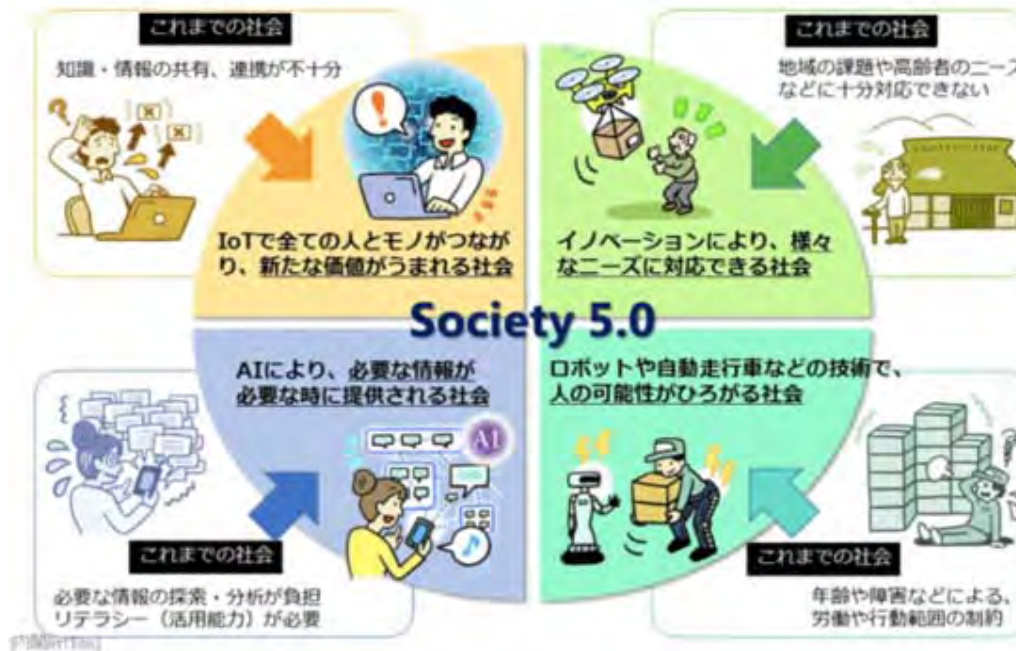 これまでの社会
知識・情報の共有、連携が不十分
IoTで全ての人とモノがつなが
り、新たな価値がうまれる社会
これまでの社会
地域の課題や高齢者のニーズ
などに十分対応できない
イノベーションにより、様々
なニーズに対応できる社会
Society 5.0
AIにより、必要な情報が
必要な時に提供される社会
AI
これまでの社会
必要な情報の探索・分析が負担
リテラシー（活用能力）が必要
ロボットや自動走行車などの技術で、
人の可能性がひろがる社会
これまでの社会
年齢や障害などによる、
労働や行動範囲の制約